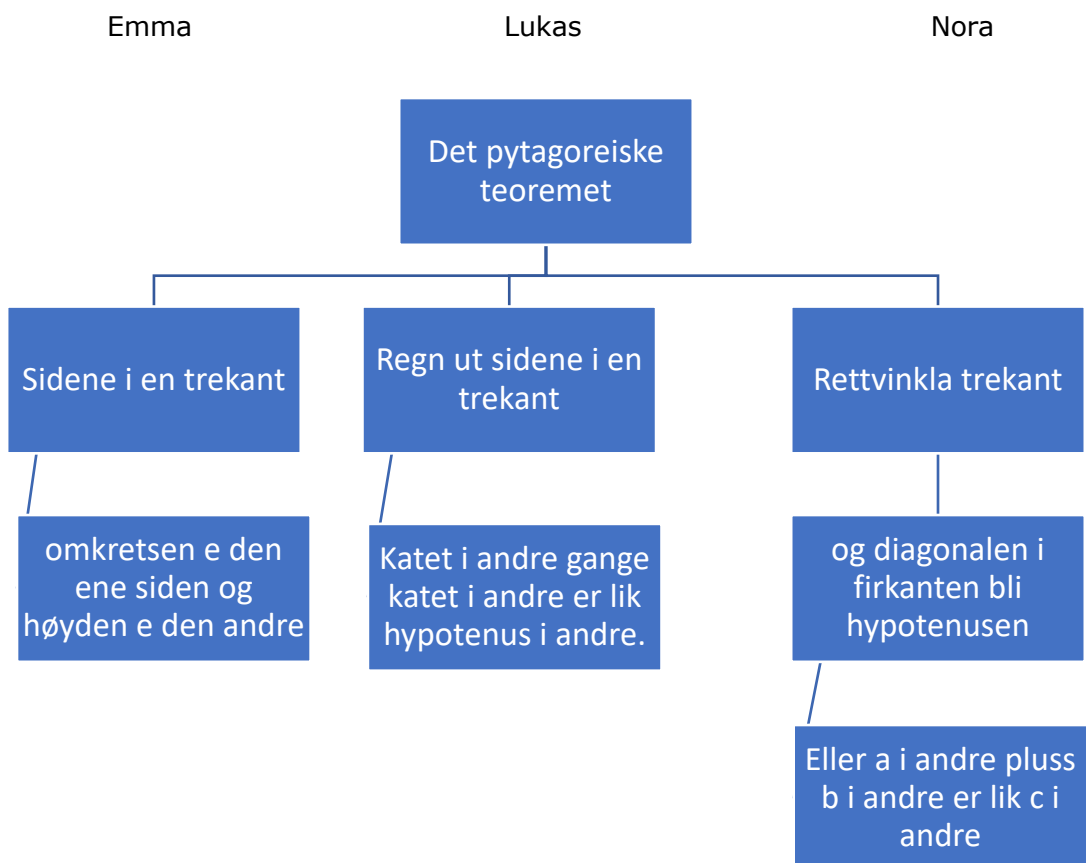 Emma
Lukas
Nora
Det pytagoreiske
teoremet
Sidene i en trekant
Regn ut sidene i en
trekant
Rettvinkla trekant
omkretsen e den
ene siden og
høyden e den andre
Katet i andre gange
katet i andre er lik
hypotenus i andre.
og diagonalen i
firkanten bli
hypotenusen
Eller a i andre pluss
b i andre er lik c i
andre